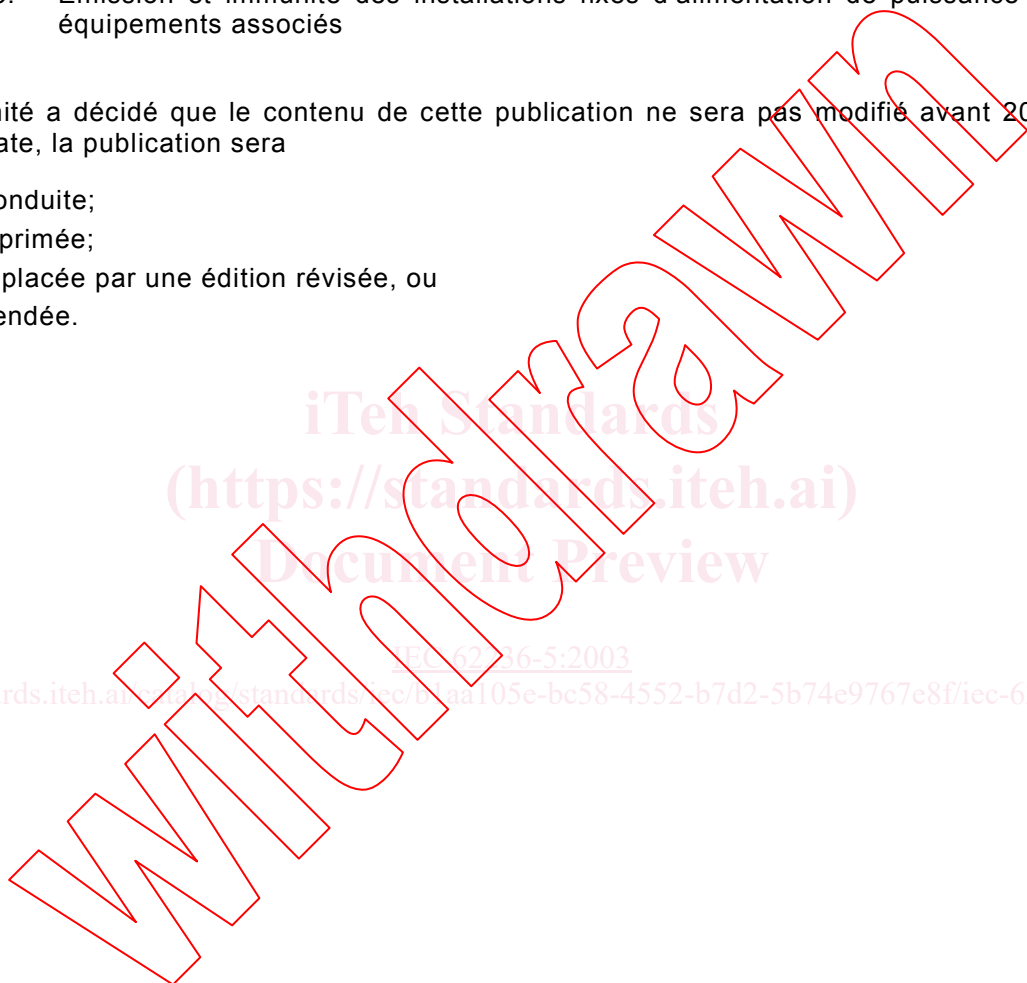 Émission et immunité des installations fixes d'alimentation de puissance
équipements associés
ité a décidé que le contenu de cette publication ne sera pas modifié avant 20
ate, la publication sera
onduite;
primée;
placée par une édition révisée, ou
endée.
iTeh Standards
(https://standards.iteh.ai)
Document Preview
IEC 62236-5:2003
rds.iteh.ai/catalog/standards/iec/b1aa105e-bc58-4552-b7d2-5b74e9767e8f/iec-6
withdrawn